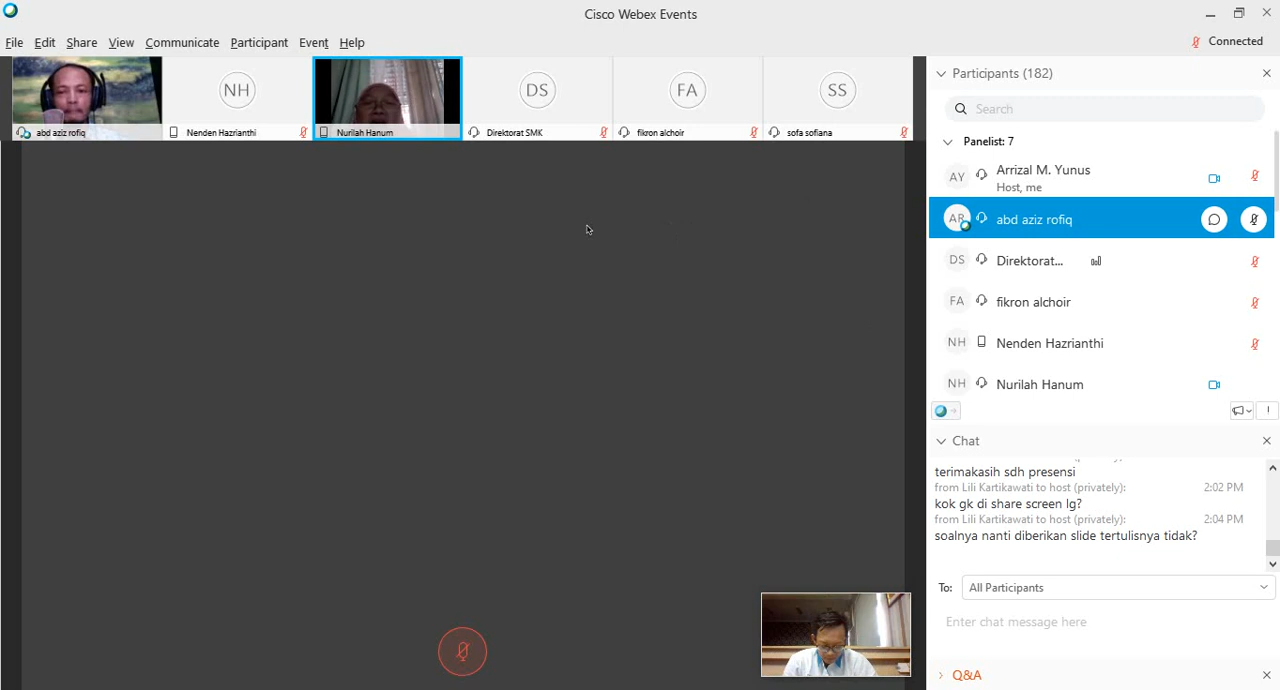 Cisco Webex Events
File Edit Share View Communicate Participant Event Help
Connected
NH DS FA SS
abd aziz rofiq Nenden Hazrianthi Nurilah Hanum Direktorat SMK fikron alchoir sofa sofiana
Participants (182)
Search
Panelist: 7
AY Arrizal M. Yunus
Host, me
AR abd aziz rofiq
DS Direktorat...
FA fikron alchoir
NH Nenden Hazrianthi
NH Nurilah Hanum
Chat
terimakasih sdh presensi
from Lili Kartikawati to host (privately): 2:02 PM
kok gk di share screen lg?
from Lili Kartikawati to host (privately): 2:04 PM
soalnya nanti diberikan slide tertulisnya tidak?
To: All Participants
Enter chat message here
Q&A